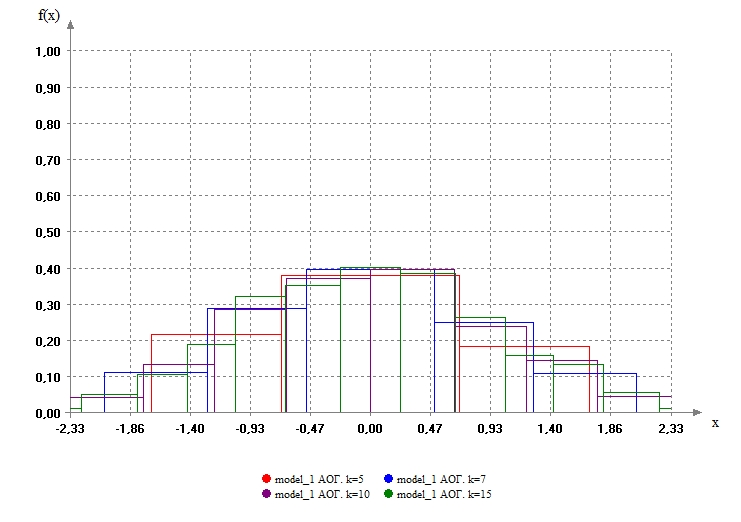 f(x)
1,00
0,90
0,80
0,70
0,60
0,50
0,40
0,30
0,20
0,10
0,00
-2,33 -1,86 -1,40 -0,93 -0,47 0,00 0,47 0,93 1,40 1,86 2,33
x
model_1 АОГ. k=5 model_1 АОГ. k=7
model_1 АОГ. k=10 model_1 АОГ. k=15